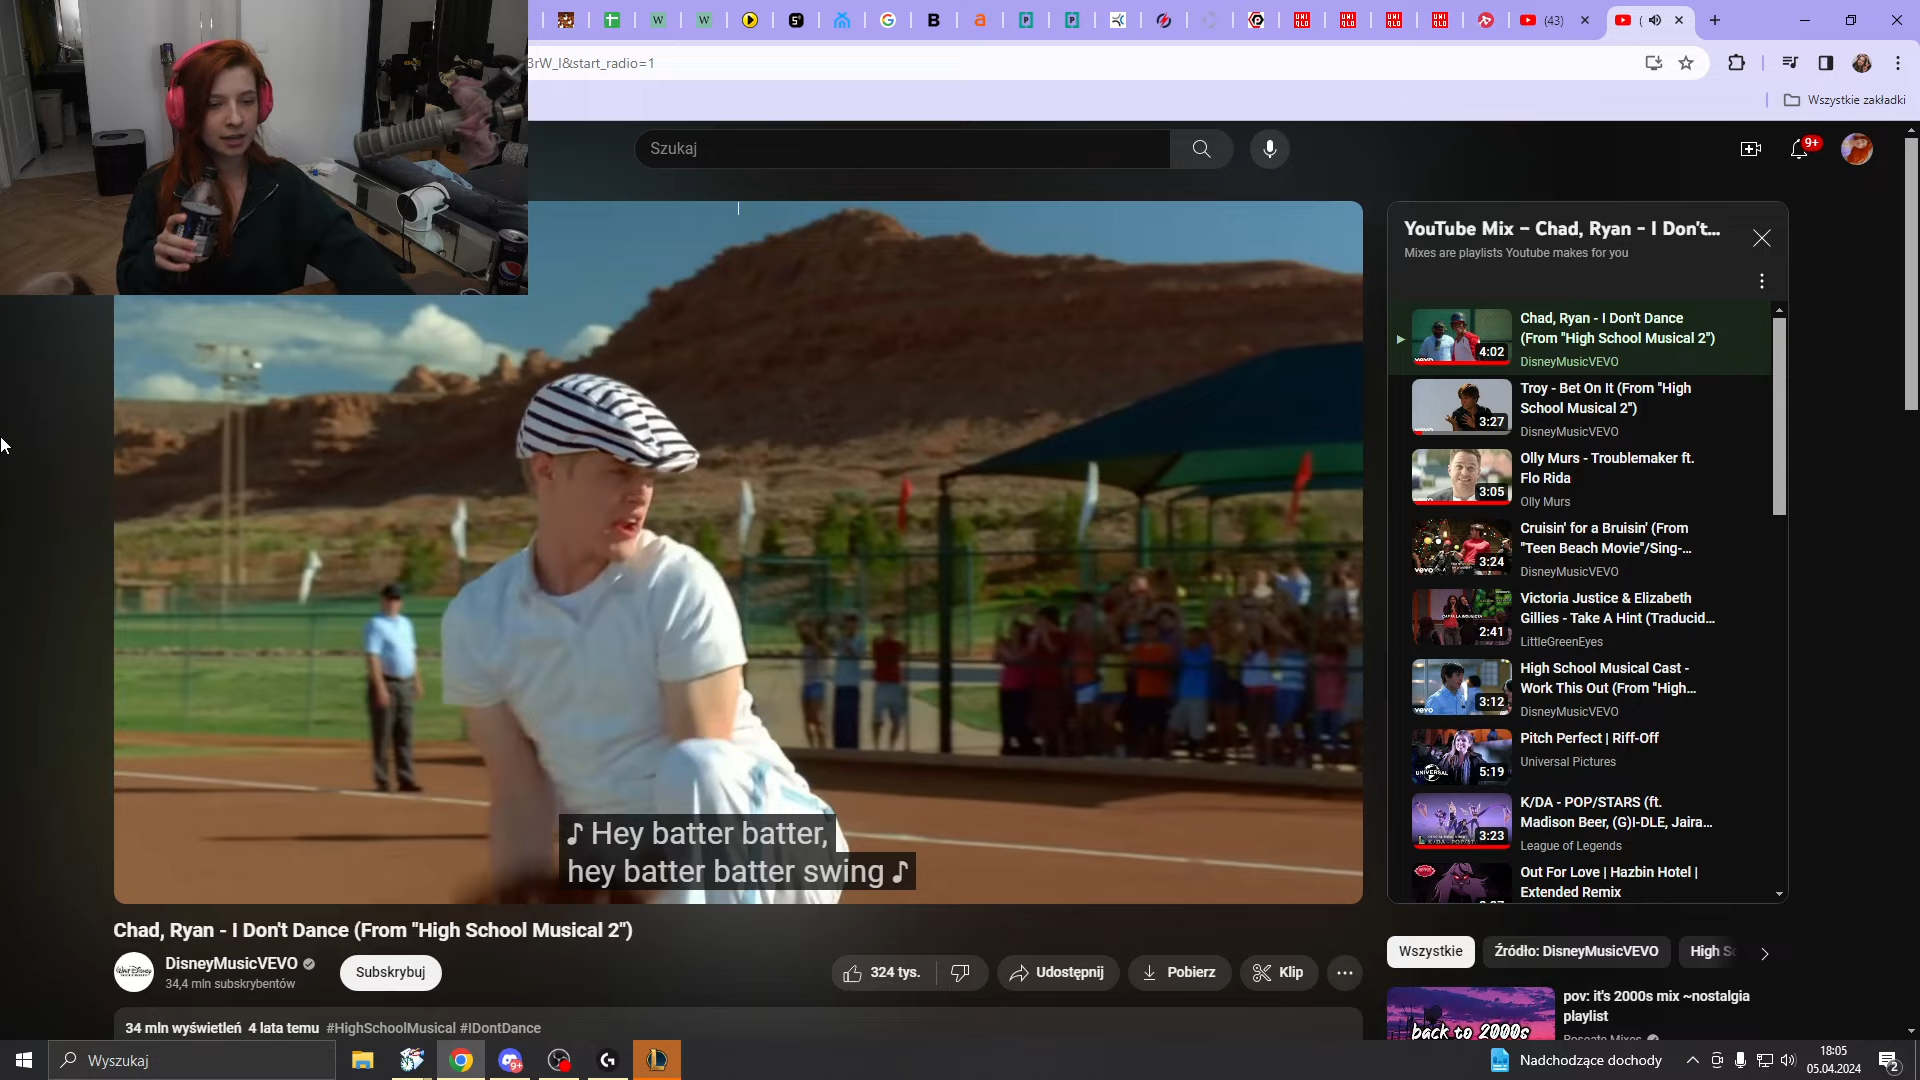 (43)
(
3rW_I&start_radio=1
Wszystkie zakładki
Szukaj
9+
YouTube Mix – Chad, Ryan - I Don't...
Mixes are playlists Youtube makes for you
Chad, Ryan - I Don't Dance
(From "High School Musical 2")
4:02
DisneyMusicVEVO
Troy - Bet On It (From "High
School Musical 2")
3:27
DisneyMusicVEVO
Olly Murs - Troublemaker ft.
Flo Rida
3:05
Olly Murs
Cruisin' for a Bruisin' (From
"Teen Beach Movie"/Sing-...
3:24
DisneyMusicVEVO
Victoria Justice & Elizabeth
Gillies - Take A Hint (Traducid...
2:41
LittleGreenEyes
High School Musical Cast -
Work This Out (From "High...
3:12
DisneyMusicVEVO
Pitch Perfect | Riff-Off
Universal Pictures
UNIVERSAL
5:19
K/DA - POP/STARS (ft.
Madison Beer, (G)I-DLE, Jaira...
3:23
League of Legends
Out For Love | Hazbin Hotel |
Extended Remix
♪ Hey batter batter,
hey batter batter swing ♪
Chad, Ryan - I Don't Dance (From "High School Musical 2")
DisneyMusicVEVO
34,4 mln subskrybentów
Subskrybuj
324 tys.
Udostępnij
Pobierz
Klip
34 mln wyświetleń 4 lata temu #HighSchoolMusical #IDontDance
Wszystkie
Źródło: DisneyMusicVEVO
High S
back to 2000s
pov: it's 2000s mix ~nostalgia
playlist
Wyszukaj
9+
Nadchodzące dochody
18:05
05.04.2024
2